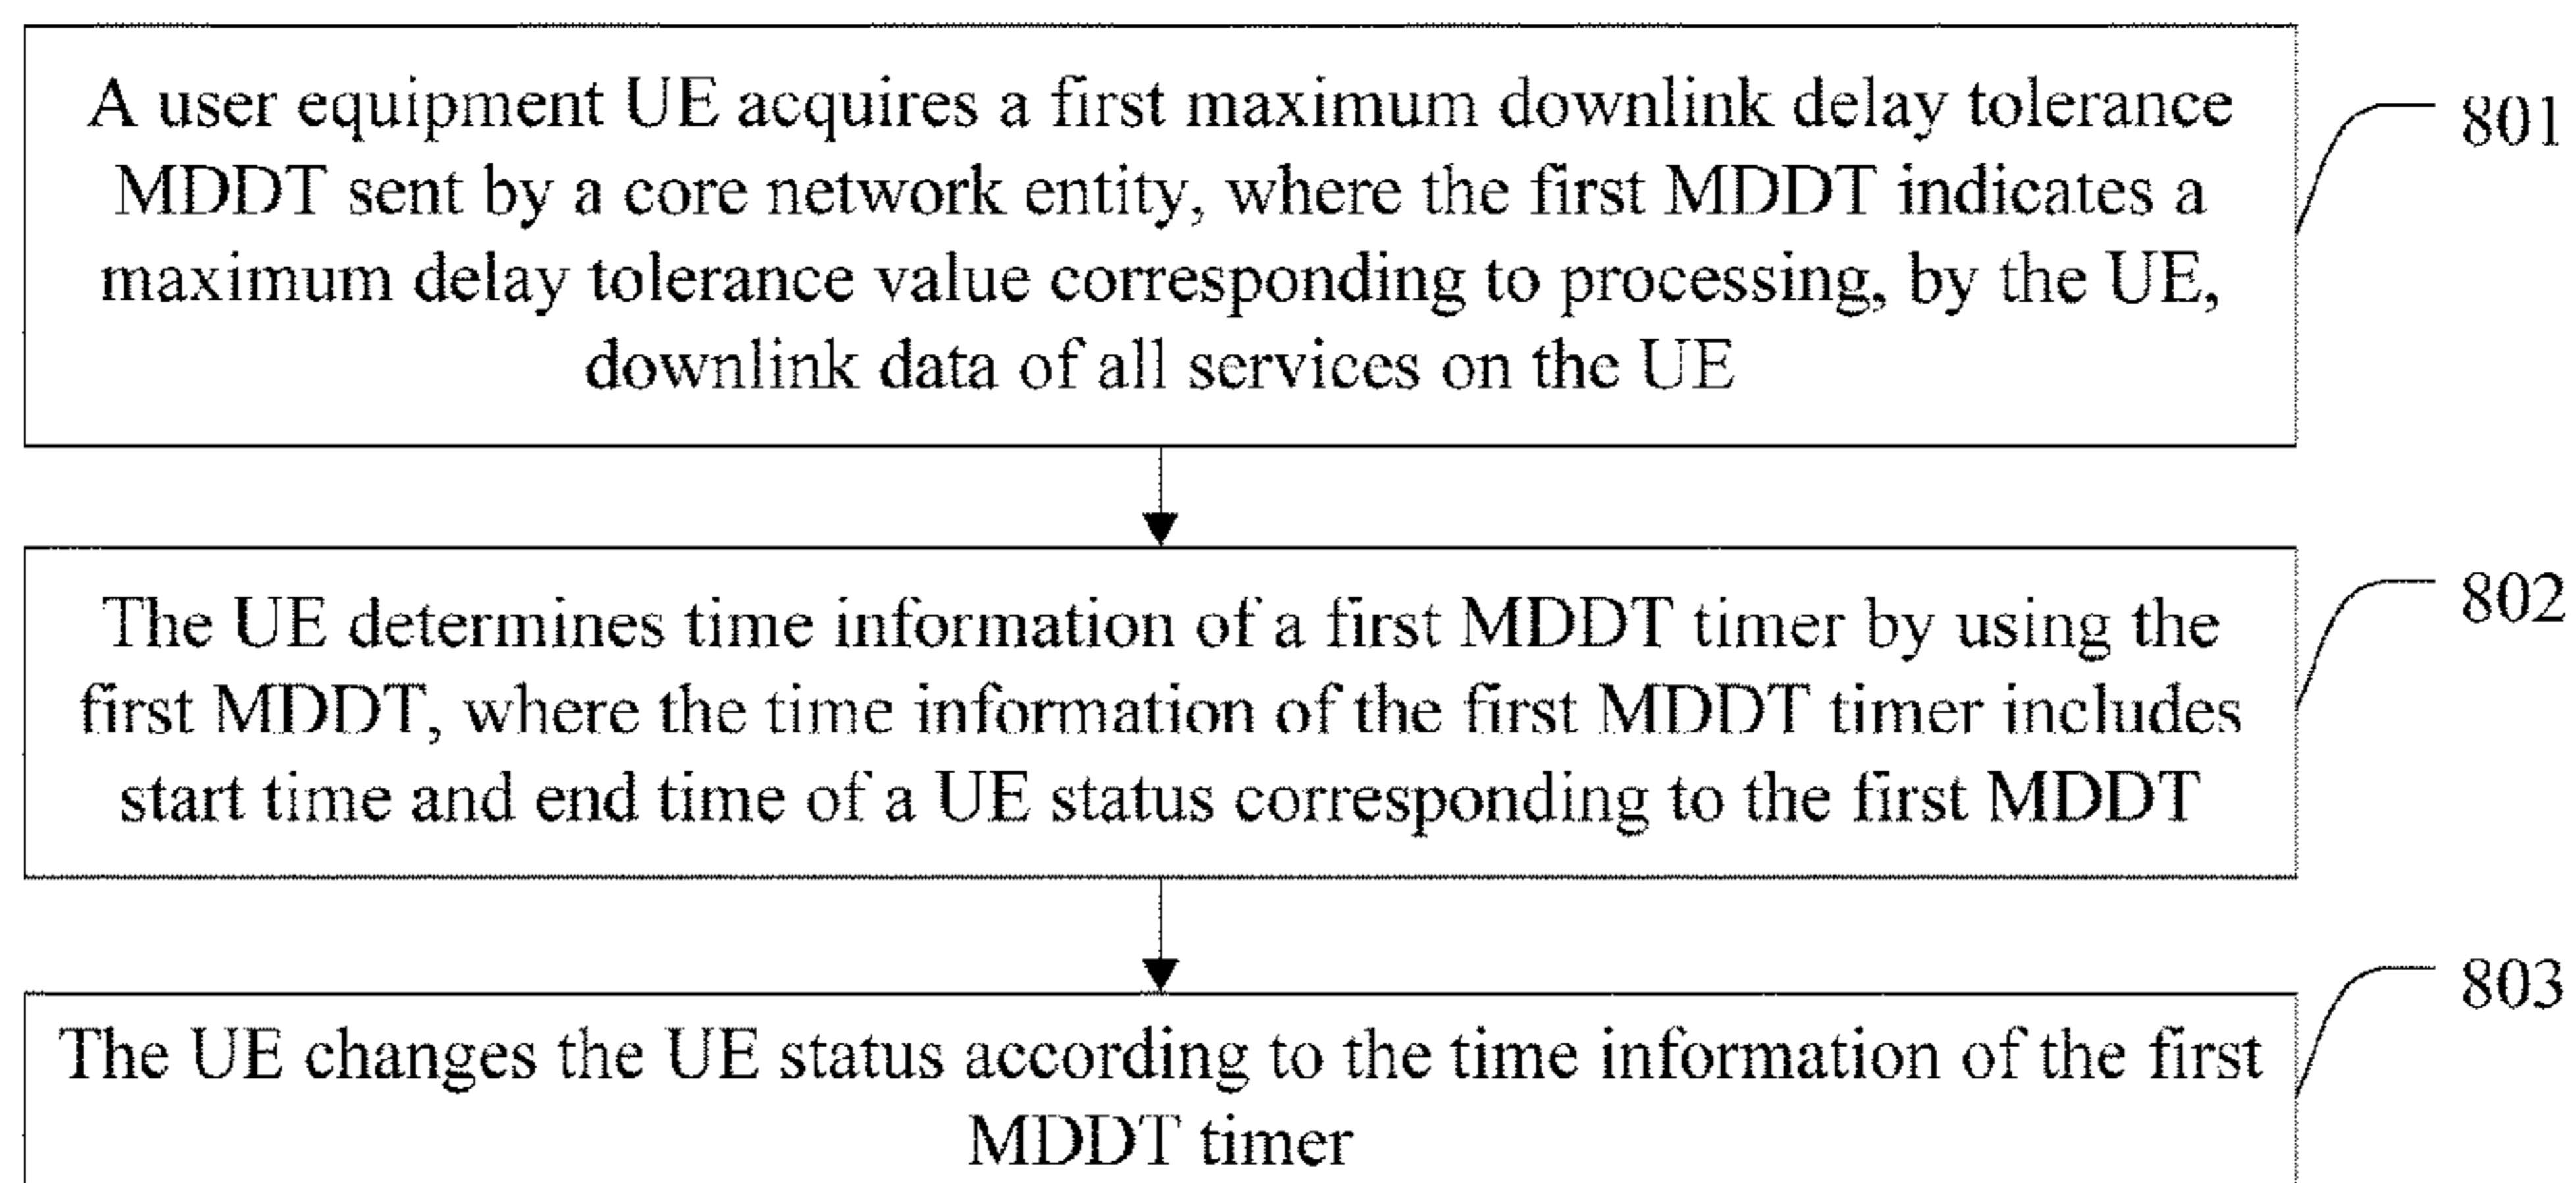 A user equipment UE acquires a first maximum downlink delay tolerance
MDDT sent by a core network entity, where the first MDDT indicates a
maximum delay tolerance value corresponding to processing, by the UE,
downlink data of all services on the UE
801
The UE determines time information of a first MDDT timer by using the
first MDDT, where the time information of the first MDDT timer includes
start time and end time of a UE status corresponding to the first MDDT
802
The UE changes the UE status according to the time information of the first
MDDT timer
803